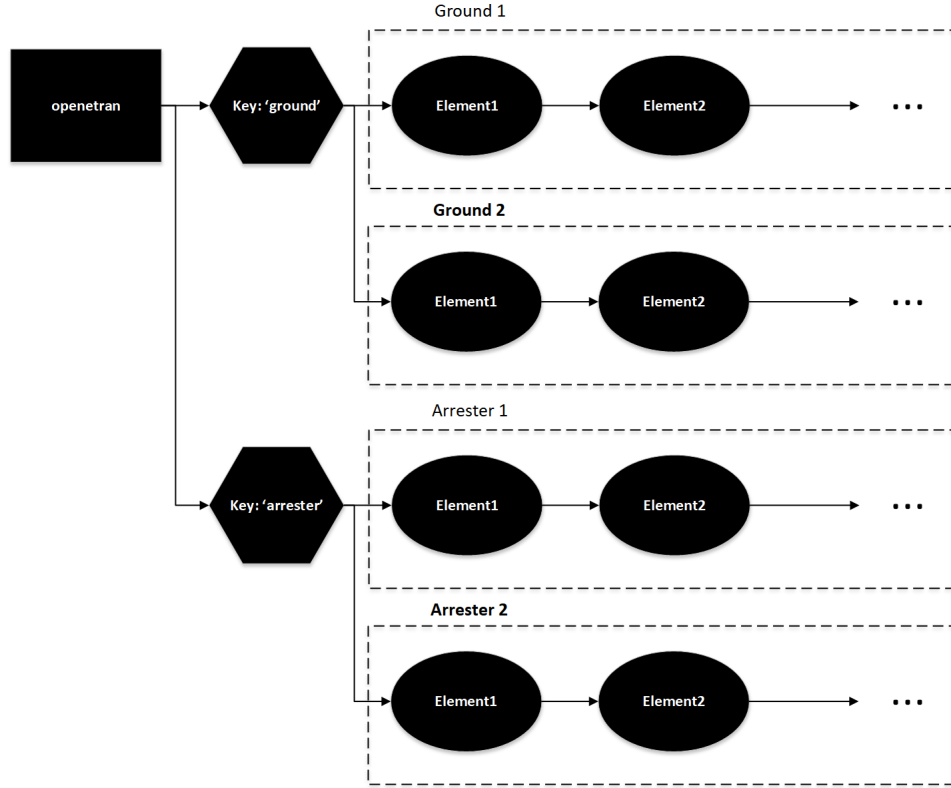 Ground 1
openetran
Key: ‘ground’
Element1
Element2
...
Ground 2
Element1
Element2
...
Arrester 1
Key: ‘arrester’
Element1
Element2
...
Arrester 2
Element1
Element2
...